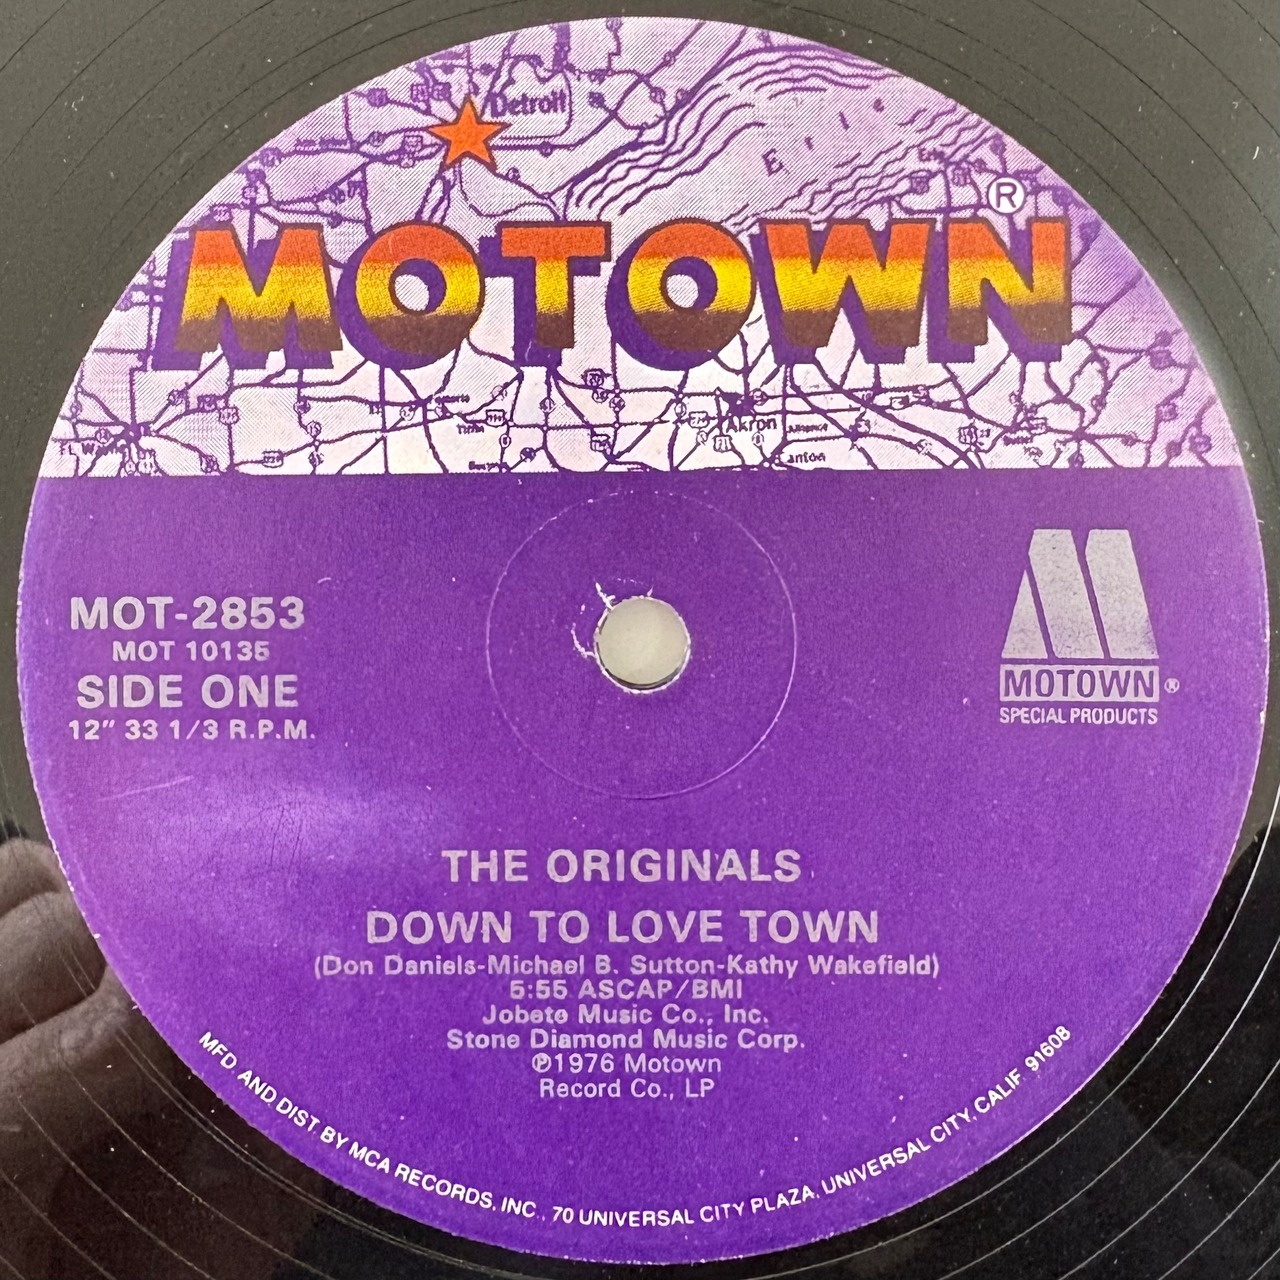 Detroit
Erie
®
MOTOWN
Akron
MOT-2853
MOT 10135
SIDE ONE
12" 33 1/3 R.P.M.
MOTOWN®
SPECIAL PRODUCTS
THE ORIGINALS
DOWN TO LOVE TOWN
(Don Daniels-Michael B. Sutton-Kathy Wakefield)
5:55 ASCAP/BMI
Jobete Music Co., Inc.
Stone Diamond Music Corp.
℗1976 Motown
Record Co., LP
MFD. AND DIST. BY MCA RECORDS, INC., 70 UNIVERSAL CITY PLAZA, UNIVERSAL CITY, CALIF. 91608